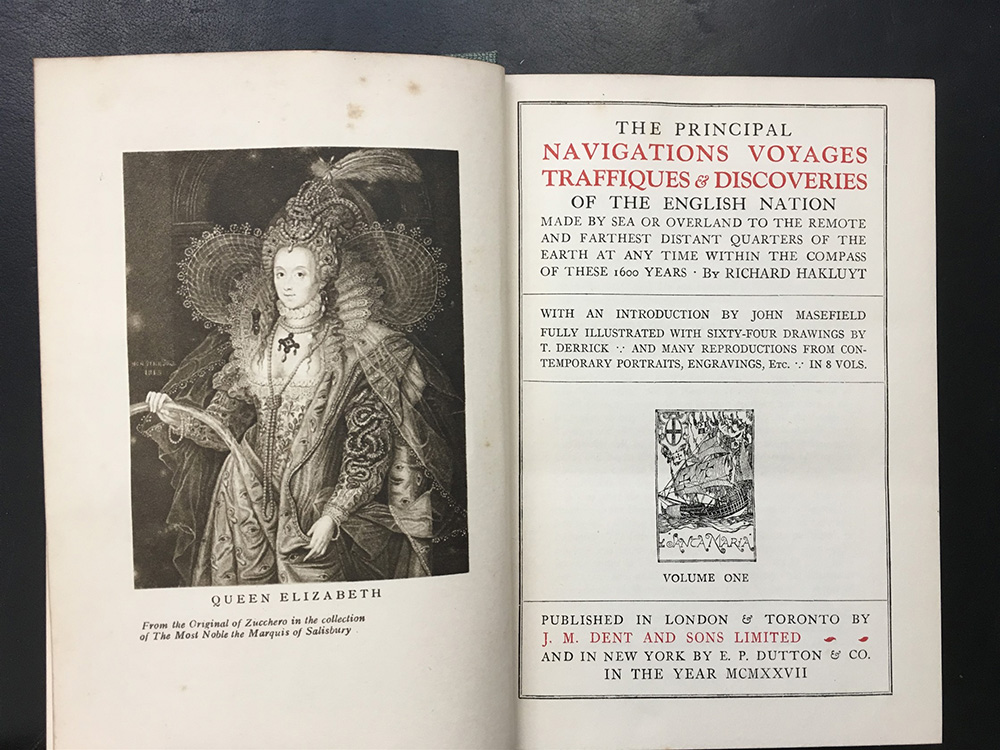 NON SINE SOLE
IRIS
QUEEN ELIZABETH
From the Original of Zucchero in the collection
of The Most Noble the Marquis of Salisbury
THE PRINCIPAL
NAVIGATIONS VOYAGES
TRAFFIQUES & DISCOVERIES
OF THE ENGLISH NATION
MADE BY SEA OR OVERLAND TO THE REMOTE
AND FARTHEST DISTANT QUARTERS OF THE
EARTH AT ANY TIME WITHIN THE COMPASS
OF THESE 1600 YEARS · BY RICHARD HAKLUYT
WITH AN INTRODUCTION BY JOHN MASEFIELD
FULLY ILLUSTRATED WITH SIXTY-FOUR DRAWINGS BY
T. DERRICK ∵ AND MANY REPRODUCTIONS FROM CON-
TEMPORARY PORTRAITS, ENGRAVINGS, ETC. ∵ IN 8 VOLS.
SANTA MARIA
VOLUME ONE
PUBLISHED IN LONDON & TORONTO BY
J. M. DENT AND SONS LIMITED
AND IN NEW YORK BY E. P. DUTTON & CO.
IN THE YEAR MCMXXVII